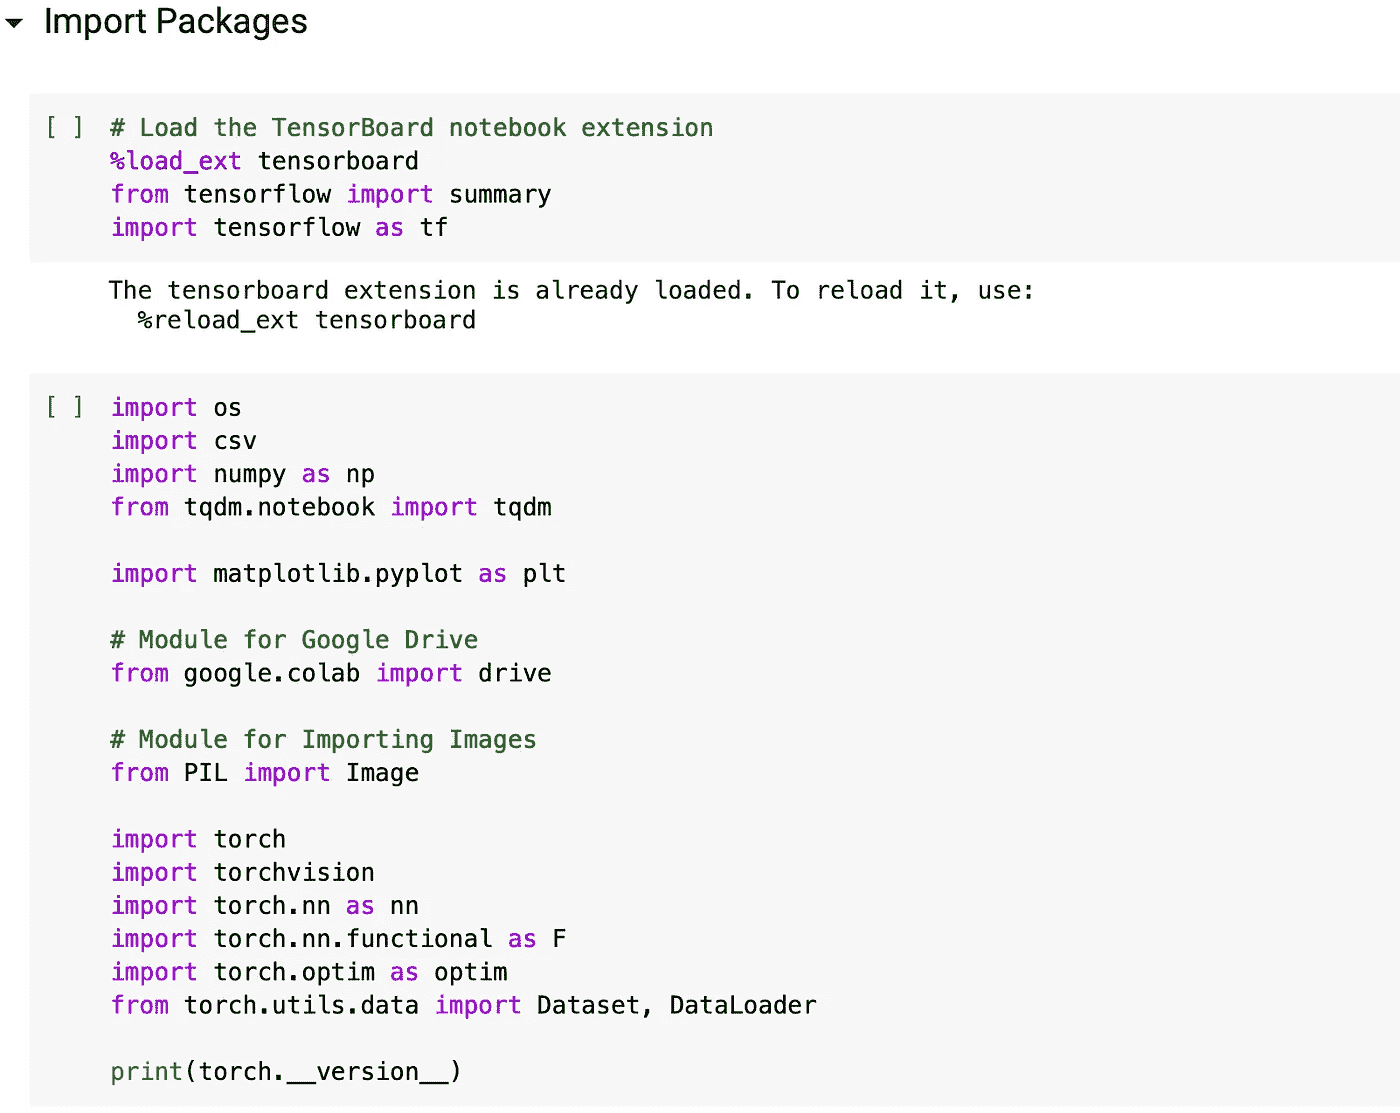 Import Packages
[ ] # Load the TensorBoard notebook extension
%load_ext tensorboard
from tensorflow import summary
import tensorflow as tf
The tensorboard extension is already loaded. To reload it, use:
%reload_ext tensorboard
[ ] import os
import csv
import numpy as np
from tqdm.notebook import tqdm
import matplotlib.pyplot as plt
# Module for Google Drive
from google.colab import drive
# Module for Importing Images
from PIL import Image
import torch
import torchvision
import torch.nn as nn
import torch.nn.functional as F
import torch.optim as optim
from torch.utils.data import Dataset, DataLoader
print(torch.__version__)